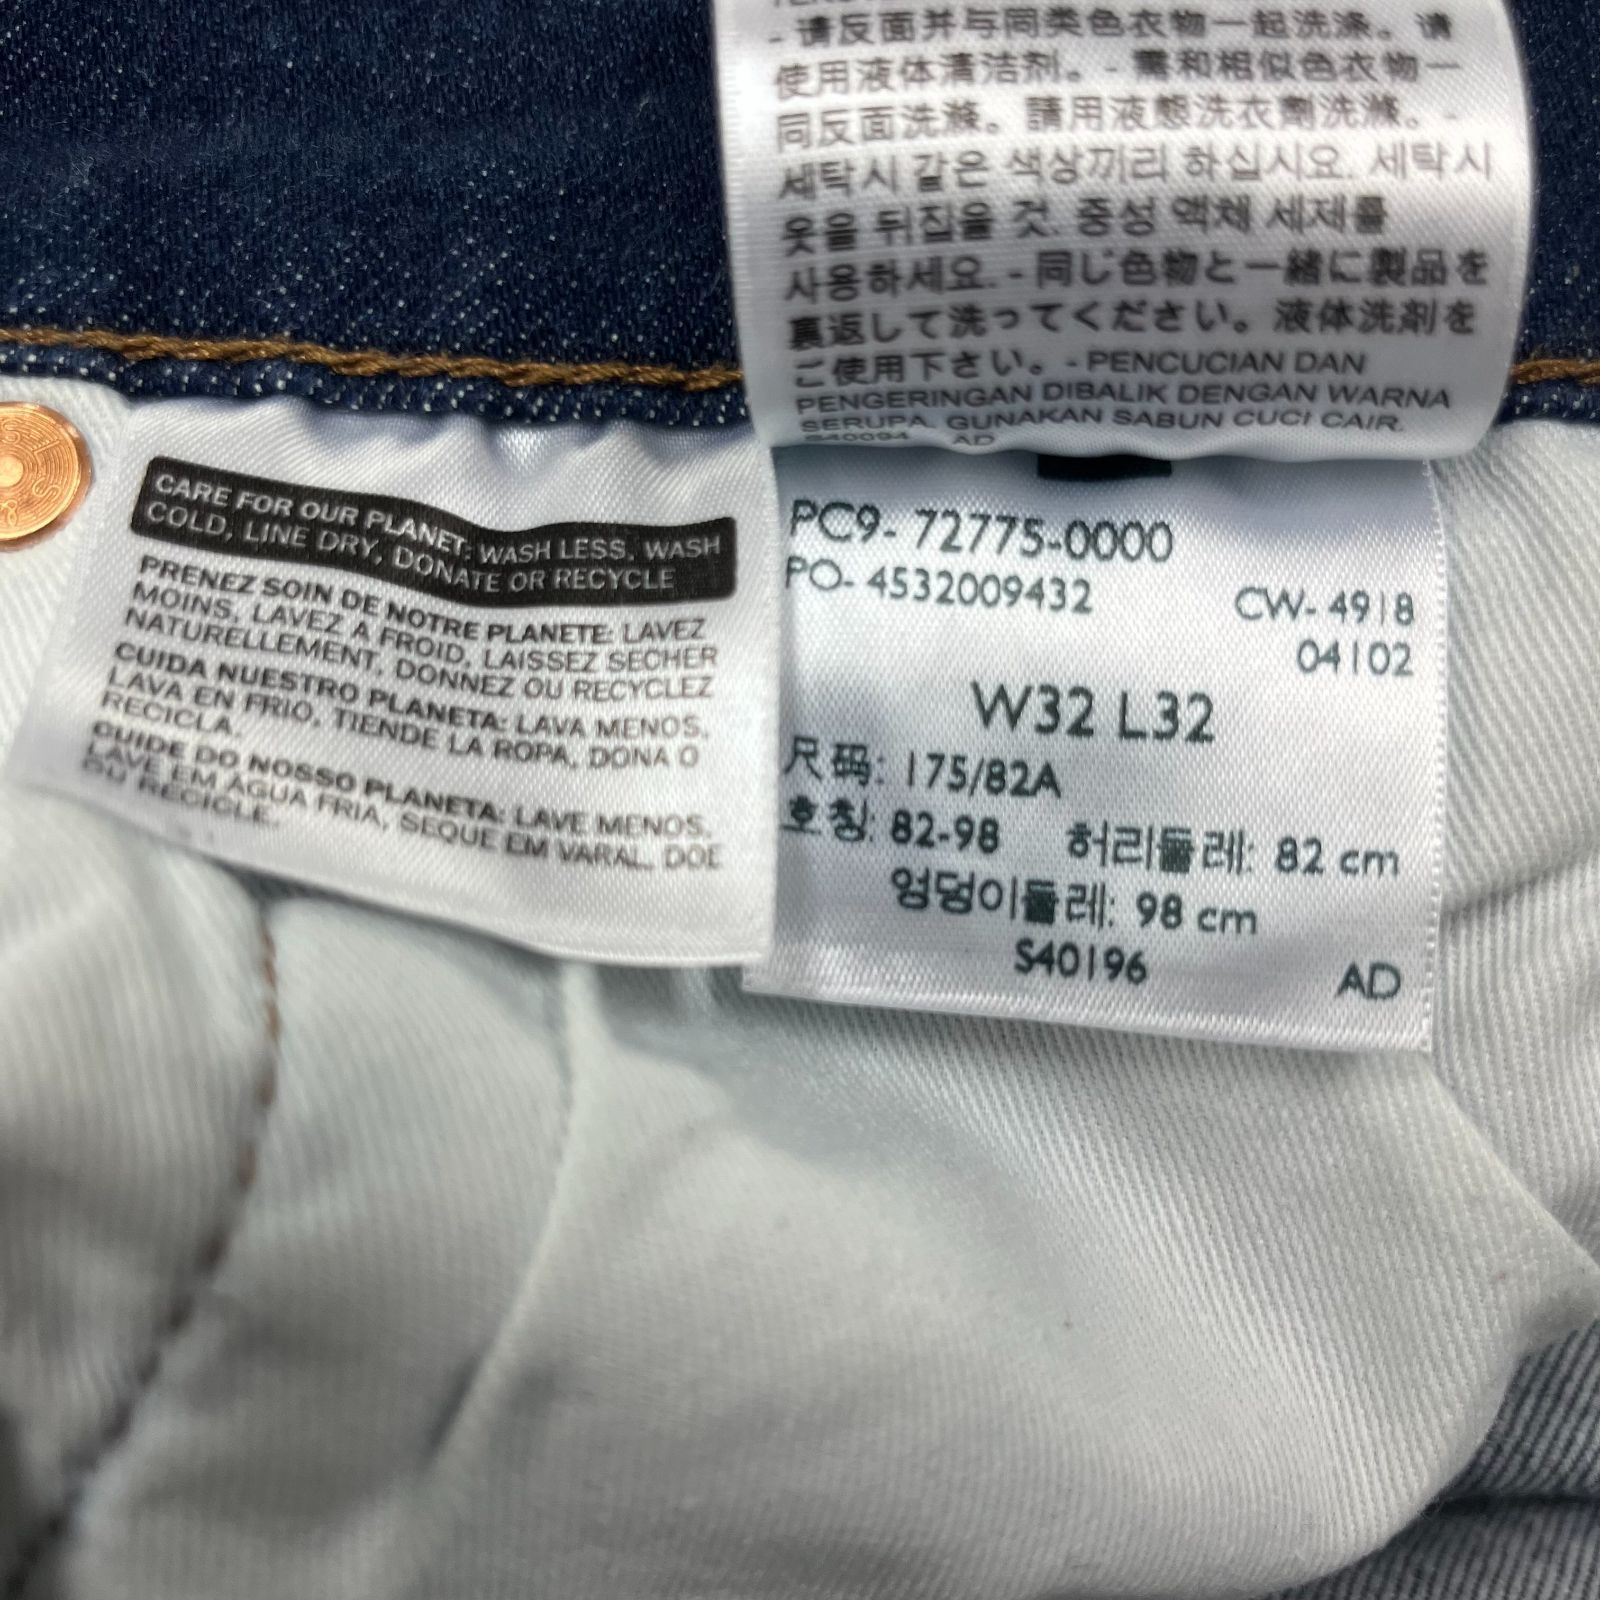 - 请反面并与同类色衣物一起洗涤。请
使用液体清洁剂。- 需和相似色衣物一
同反面洗滌。請用液態洗衣劑洗滌。-
세탁시 같은 색상끼리 하십시요. 세탁시
옷을 뒤집을 것. 중성 액체 세제를
사용하세요. - 同じ色物と一緒に製品を
裏返して洗ってください。液体洗剤を
ご使用下さい。- PENCUCIAN DAN
PENGERINGAN DIBALIK DENGAN WARNA
SERUPA. GUNAKAN SABUN CUCI CAIR.
S40094 AD
CARE FOR OUR PLANET: WASH LESS, WASH
COLD, LINE DRY, DONATE OR RECYCLE
PRENEZ SOIN DE NOTRE PLANETE: LAVEZ
MOINS, LAVEZ À FROID, LAISSEZ SECHER
NATURELLEMENT, DONNEZ OU RECYCLEZ
CUIDA NUESTRO PLANETA: LAVA MENOS,
LAVA EN FRIO, TIENDE LA ROPA, DONA O
RECICLA.
CUIDE DO NOSSO PLANETA: LAVE MENOS,
LAVE EM ÁGUA FRIA, SEQUE EM VARAL, DOE
OU RECICLE.
PC9- 72775-0000
PO- 4532009432 CW- 4918
04102
W32 L32
尺码: 175/82A
호칭: 82-98 허리둘레: 82 cm
엉덩이둘레: 98 cm
S40196 AD